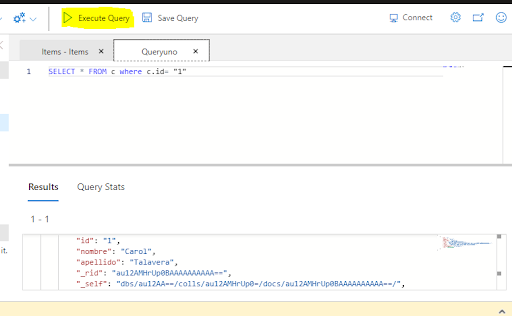 Execute Query Save Query Connect
Items - Items × Queryuno ×
1 SELECT * FROM c where c.id= "1"
Results Query Stats
1 - 1
"id": "1",
"nombre": "Carol",
"apellido": "Talavera",
"_rid": "au12AMHrUp0BAAAAAAAAAA==",
"_self": "dbs/au12AA==/colls/au12AMHrUp0=/docs/au12AMHrUp0BAAAAAAAAAA==/",
it,